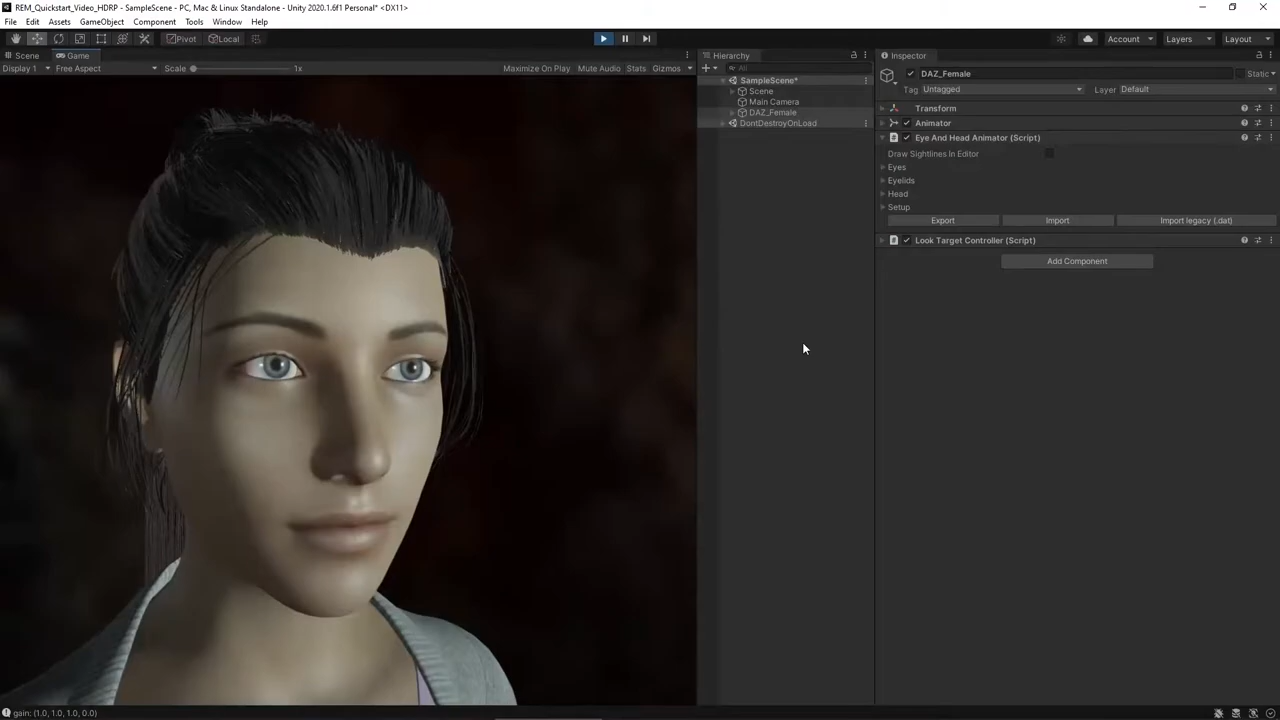 REM_Quickstart_Video_HDRP - SampleScene - PC, Mac & Linux Standalone - Unity 2020.1.6f1 Personal* <DX11>
File Edit Assets GameObject Component Tools Window Help
Pivot Local Account Layers Layout
Scene Game
Display 1 Free Aspect Scale 1x Maximize On Play Mute Audio Stats Gizmos
Hierarchy
All
SampleScene*
Scene
Main Camera
DAZ_Female
DontDestroyOnLoad
Inspector
DAZ_Female Static
Tag Untagged Layer Default
Transform
Animator
Eye And Head Animator (Script)
Draw Sightlines In Editor
Eyes
Eyelids
Head
Setup
Export Import Import legacy (.dat)
Look Target Controller (Script)
Add Component
gain: (1.0, 1.0, 1.0, 0.0)